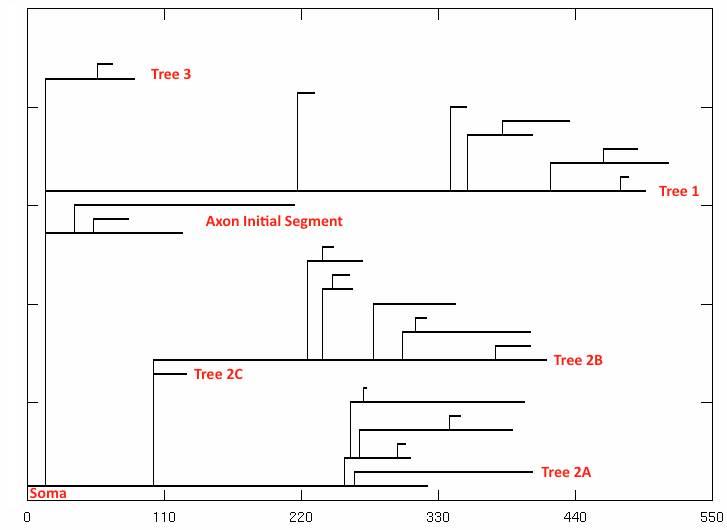 Tree 3
Tree 1
Axon Initial Segment
Tree 2B
Tree 2C
Tree 2A
Soma
0 110 220 330 440 550